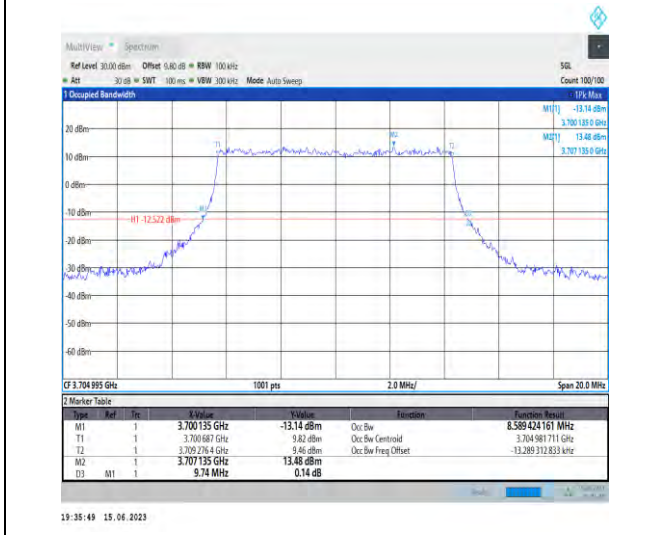 MultiView Spectrum
Ref Level 30.00 dBm Offset 9.80 dB RBW 100 kHz SGL
Att 30 dB SWT 100 ms VBW 300 kHz Mode Auto Sweep Count 100/100
1 Occupied Bandwidth 1Pk Max
M1[1] -13.14 dBm
3.700 135 0 GHz
M2[1] 13.48 dBm
3.707 135 0 GHz
20 dBm
M2
T1 T2
10 dBm
0 dBm
-10 dBm
M1
H1 -12.522 dBm
-20 dBm
-30 dBm
-40 dBm
-50 dBm
-60 dBm
CF 3.704 995 GHz 1001 pts 2.0 MHz/ Span 20.0 MHz
2 Marker Table
Type Ref Trc X-Value Y-Value Function Function Result
M1 1 3.700135 GHz -13.14 dBm Occ Bw 8.589 424 161 MHz
T1 1 3.700 687 GHz 9.82 dBm Occ Bw Centroid 3.704 981 711 GHz
T2 1 3.709 276 4 GHz 9.46 dBm Occ Bw Freq Offset -13.289 312 833 kHz
M2 1 3.707135 GHz 13.48 dBm
D3 M1 1 9.74 MHz 0.14 dB
19:35:49 15.06.2023